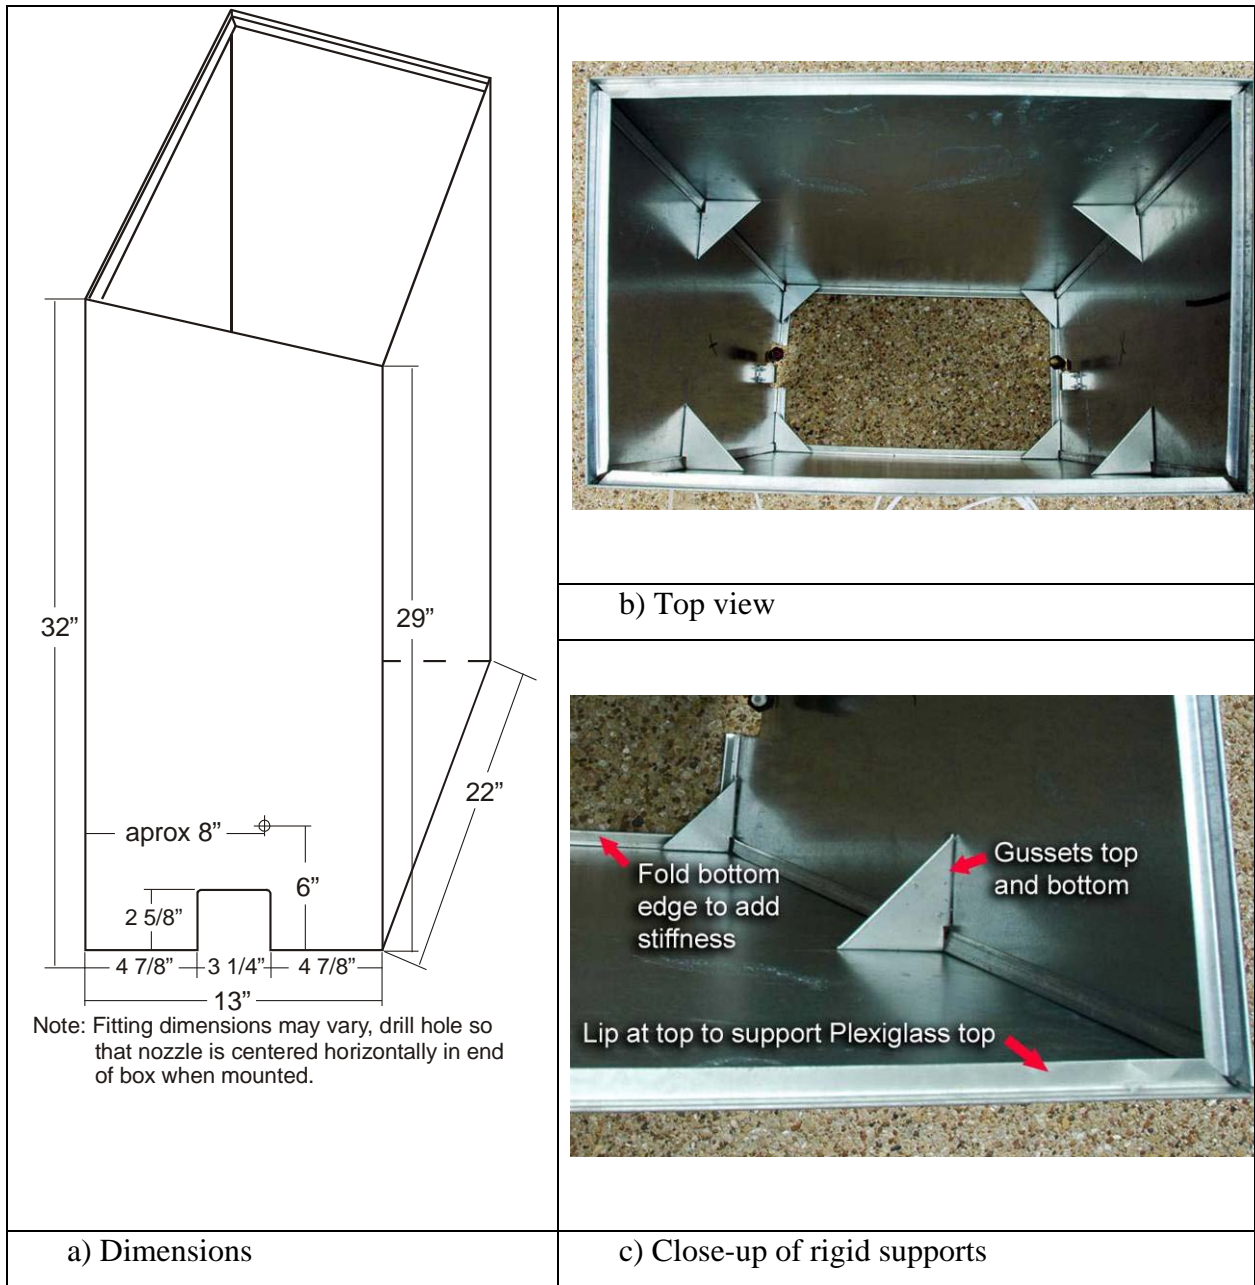 32”
29”
22”
aprox 8”
6”
2 5/8”
4 7/8”
3 1/4”
4 7/8”
13”
Note: Fitting dimensions may vary, drill hole so
that nozzle is centered horizontally in end
of box when mounted.
a) Dimensions
b) Top view
Fold bottom
edge to add
stiffness
Gussets top
and bottom
Lip at top to support Plexiglass top
c) Close-up of rigid supports